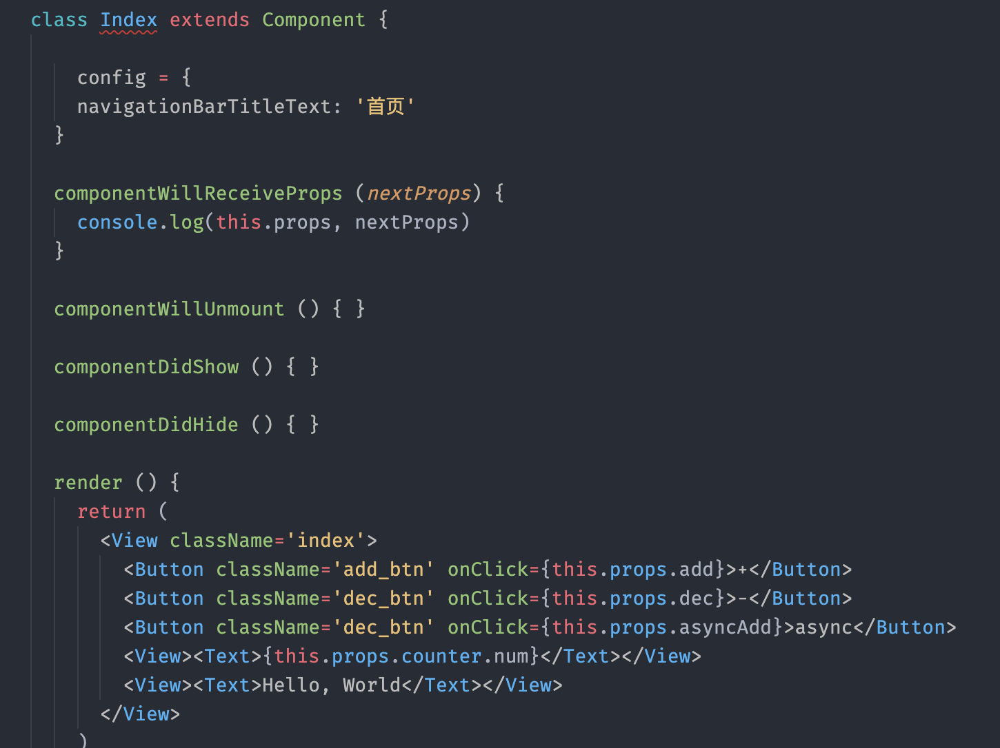 class Index extends Component {
config = {
navigationBarTitleText: '首页'
}
componentWillReceiveProps (nextProps) {
console.log(this.props, nextProps)
}
componentWillUnmount () { }
componentDidShow () { }
componentDidHide () { }
render () {
return (
<View className='index'>
<Button className='add_btn' onClick={this.props.add}>+</Button>
<Button className='dec_btn' onClick={this.props.dec}>-</Button>
<Button className='dec_btn' onClick={this.props.asyncAdd}>async</Button>
<View><Text>{this.props.counter.num}</Text></View>
<View><Text>Hello, World</Text></View>
</View>
)